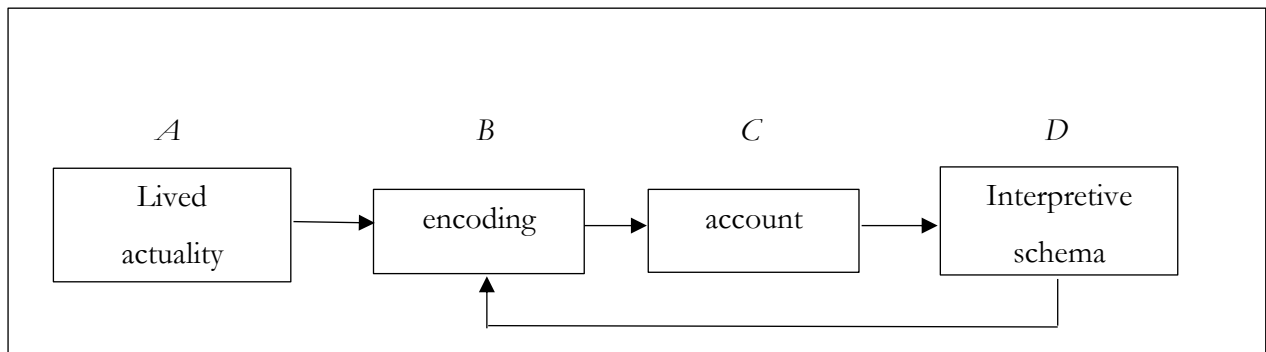 A B C D
Lived
actuality
encoding
account
Interpretive
schema